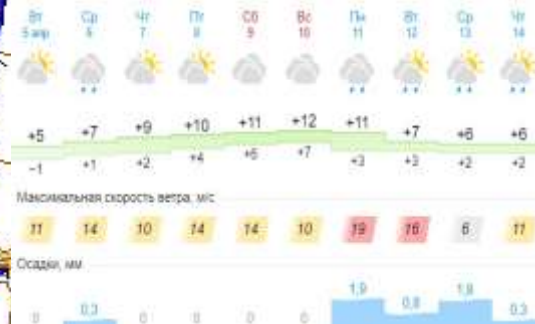 Вт Ср Чт Пт Сб Вс Пн Вт Ср Чт
5 апр 6 7 8 9 10 11 12 13 14
+5 +7 +9 +10 +11 +12 +11 +7 +6 +6
−1 +1 +2 +4 +6 +7 +3 +3 +2 +2
Максимальная скорость ветра, м/с
11 14 10 14 14 10 19 16 6 11
Осадки, мм
0 0,3 0 0 0 0 1,9 0,8 1,8 0,3